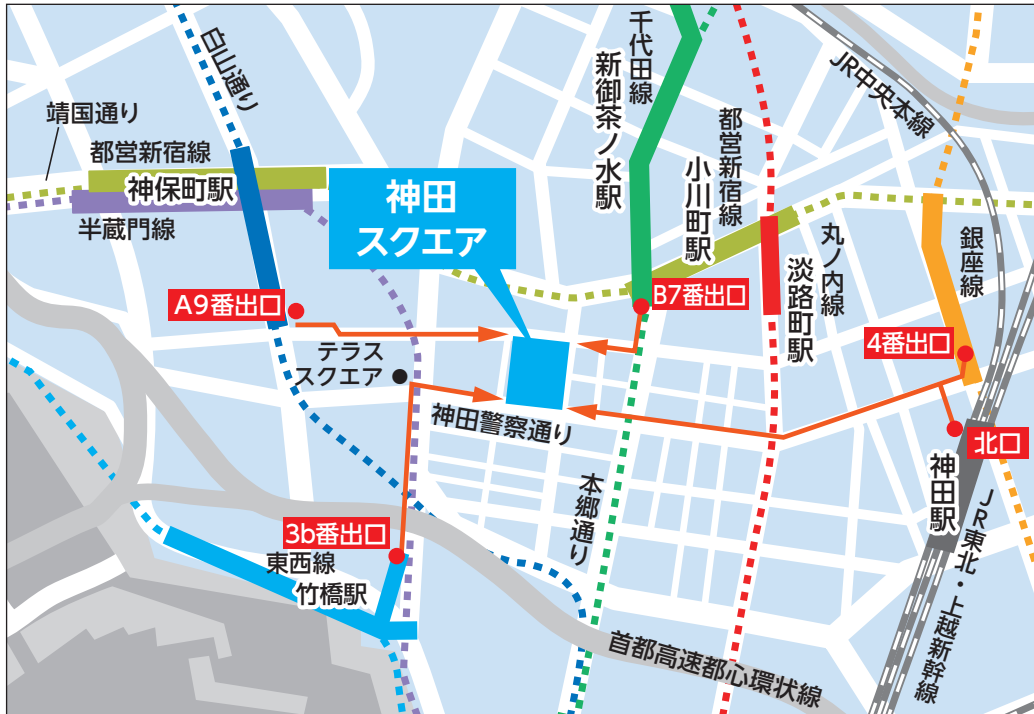 白山通り
千代田線
新御茶ノ水駅
JR中央本線
靖国通り
都営新宿線
神保町駅
半蔵門線
神田
スクエア
都営新宿線
小川町駅
丸ノ内線
淡路町駅
銀座線
A9番出口
B7番出口
4番出口
テラス
スクエア
神田警察通り
北口
神田駅
本郷通り
3b番出口
東西線
竹橋駅
JR東北・上越新幹線
首都高速都心環状線